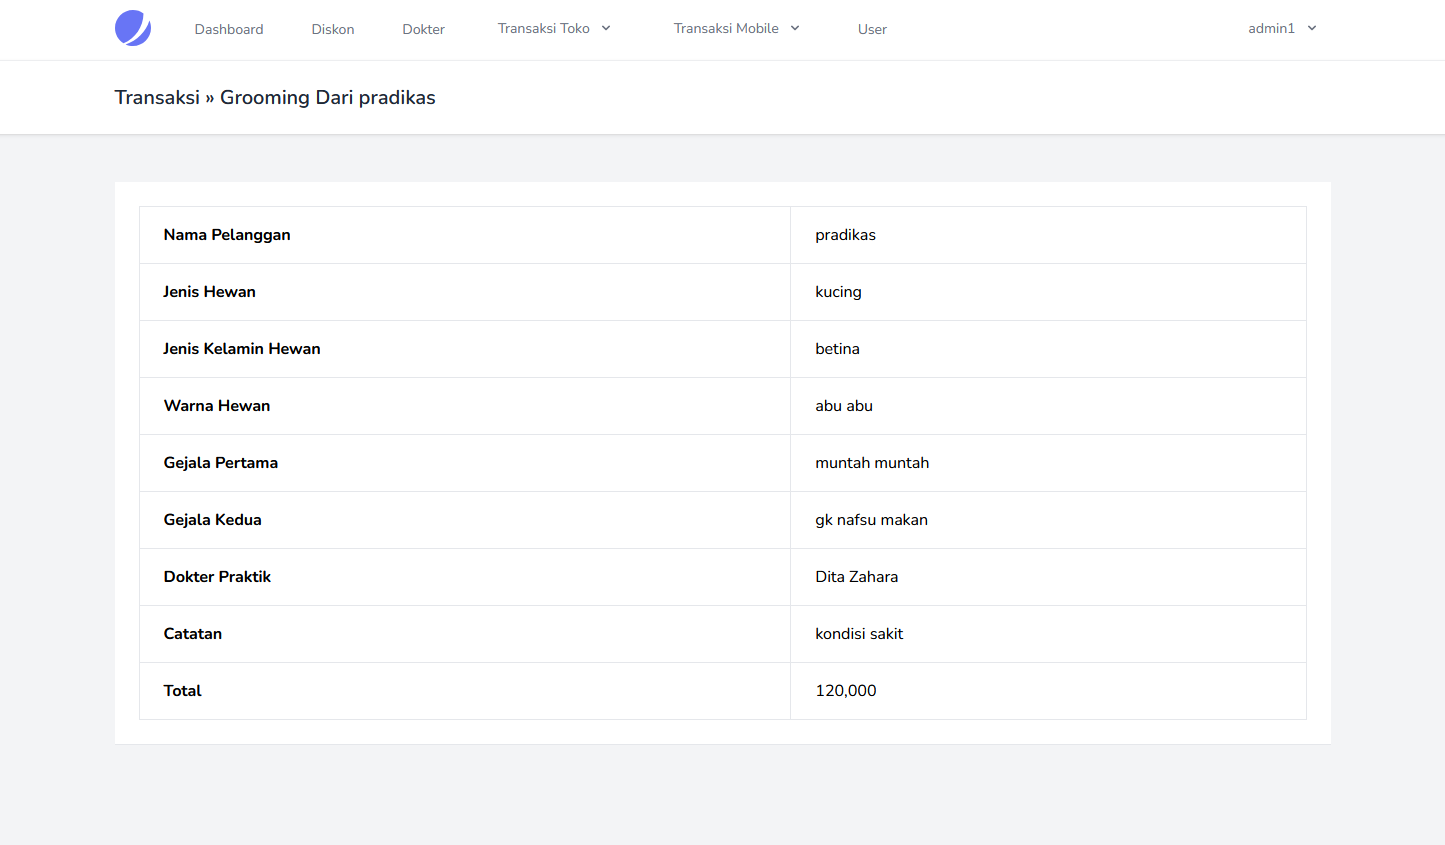 Dashboard Diskon Dokter Transaksi Toko Transaksi Mobile User admin1
Transaksi » Grooming Dari pradikas
Nama Pelanggan pradikas
Jenis Hewan kucing
Jenis Kelamin Hewan betina
Warna Hewan abu abu
Gejala Pertama muntah muntah
Gejala Kedua gk nafsu makan
Dokter Praktik Dita Zahara
Catatan kondisi sakit
Total 120,000